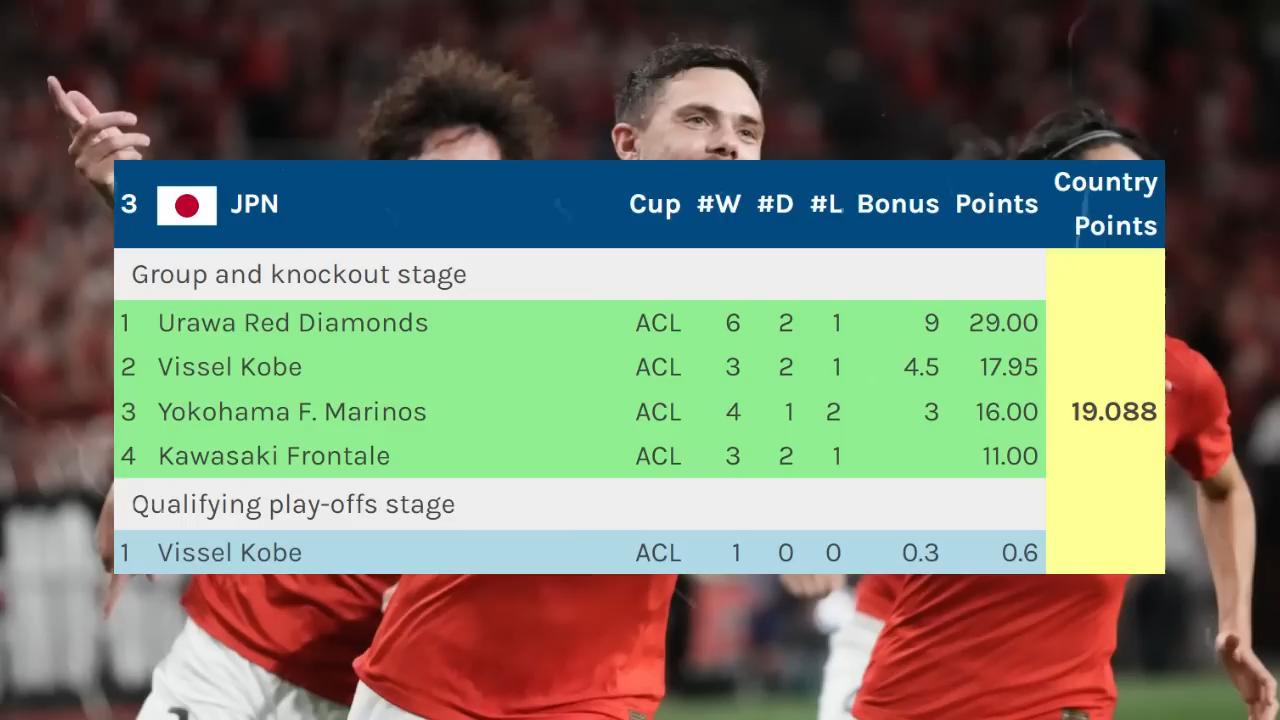 3 JPN Cup #W #D #L Bonus Points Country Points
Group and knockout stage
1 Urawa Red Diamonds ACL 6 2 1 9 29.00
2 Vissel Kobe ACL 3 2 1 4.5 17.95
3 Yokohama F. Marinos ACL 4 1 2 3 16.00 19.088
4 Kawasaki Frontale ACL 3 2 1 11.00
Qualifying play-offs stage
1 Vissel Kobe ACL 1 0 0 0.3 0.6